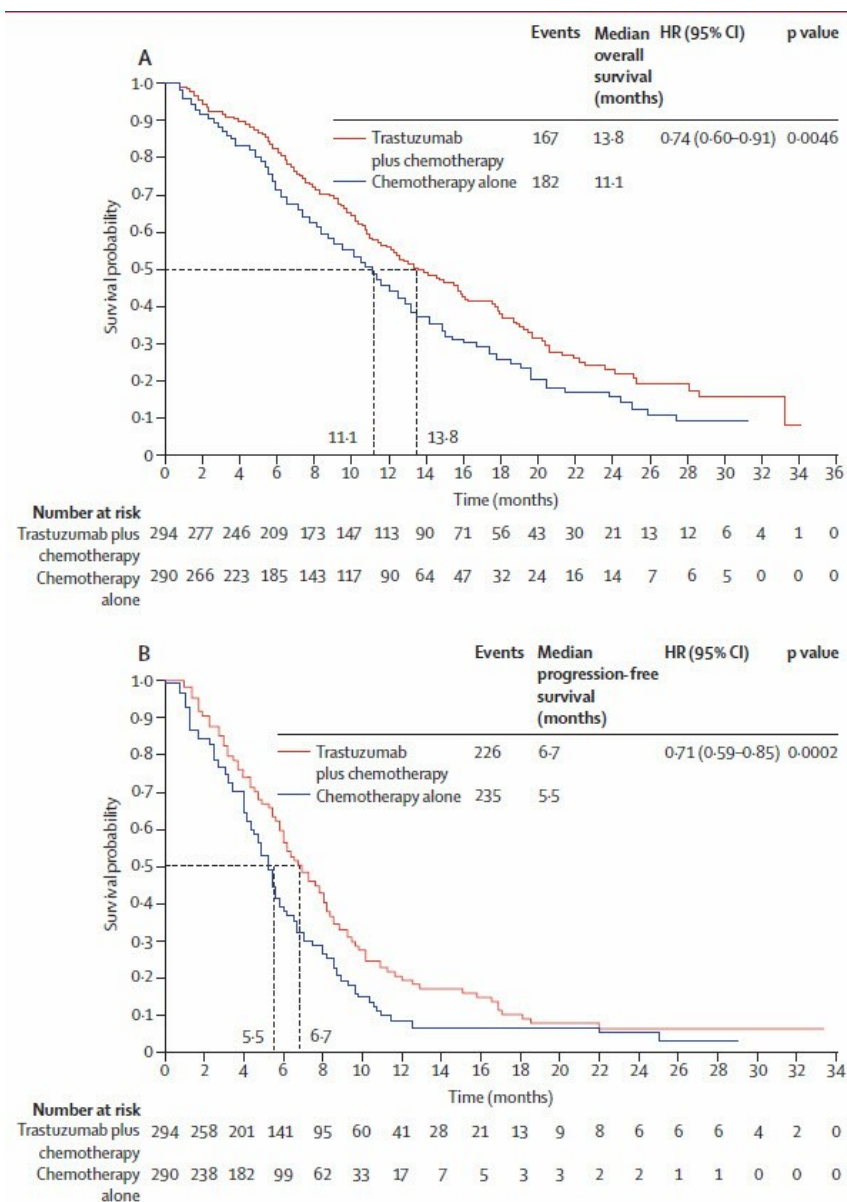 A
Events Median overall survival (months) HR (95% CI) p value
Trastuzumab plus chemotherapy 167 13·8 0·74 (0·60–0·91) 0·0046
Chemotherapy alone 182 11·1
Survival probability
1·0
0·9
0·8
0·7
0·6
0·5
0·4
0·3
0·2
0·1
0
11·1 13·8
0 2 4 6 8 10 12 14 16 18 20 22 24 26 28 30 32 34 36
Time (months)
Number at risk
Trastuzumab plus chemotherapy 294 277 246 209 173 147 113 90 71 56 43 30 21 13 12 6 4 1 0
Chemotherapy alone 290 266 223 185 143 117 90 64 47 32 24 16 14 7 6 5 0 0 0
B
Events Median progression-free survival (months) HR (95% CI) p value
Trastuzumab plus chemotherapy 226 6·7 0·71 (0·59–0·85) 0·0002
Chemotherapy alone 235 5·5
Survival probability
1·0
0·9
0·8
0·7
0·6
0·5
0·4
0·3
0·2
0·1
0
5·5 6·7
0 2 4 6 8 10 12 14 16 18 20 22 24 26 28 30 32 34
Time (months)
Number at risk
Trastuzumab plus chemotherapy 294 258 201 141 95 60 41 28 21 13 9 8 6 6 6 4 2 0
Chemotherapy alone 290 238 182 99 62 33 17 7 5 3 3 2 2 1 1 0 0 0